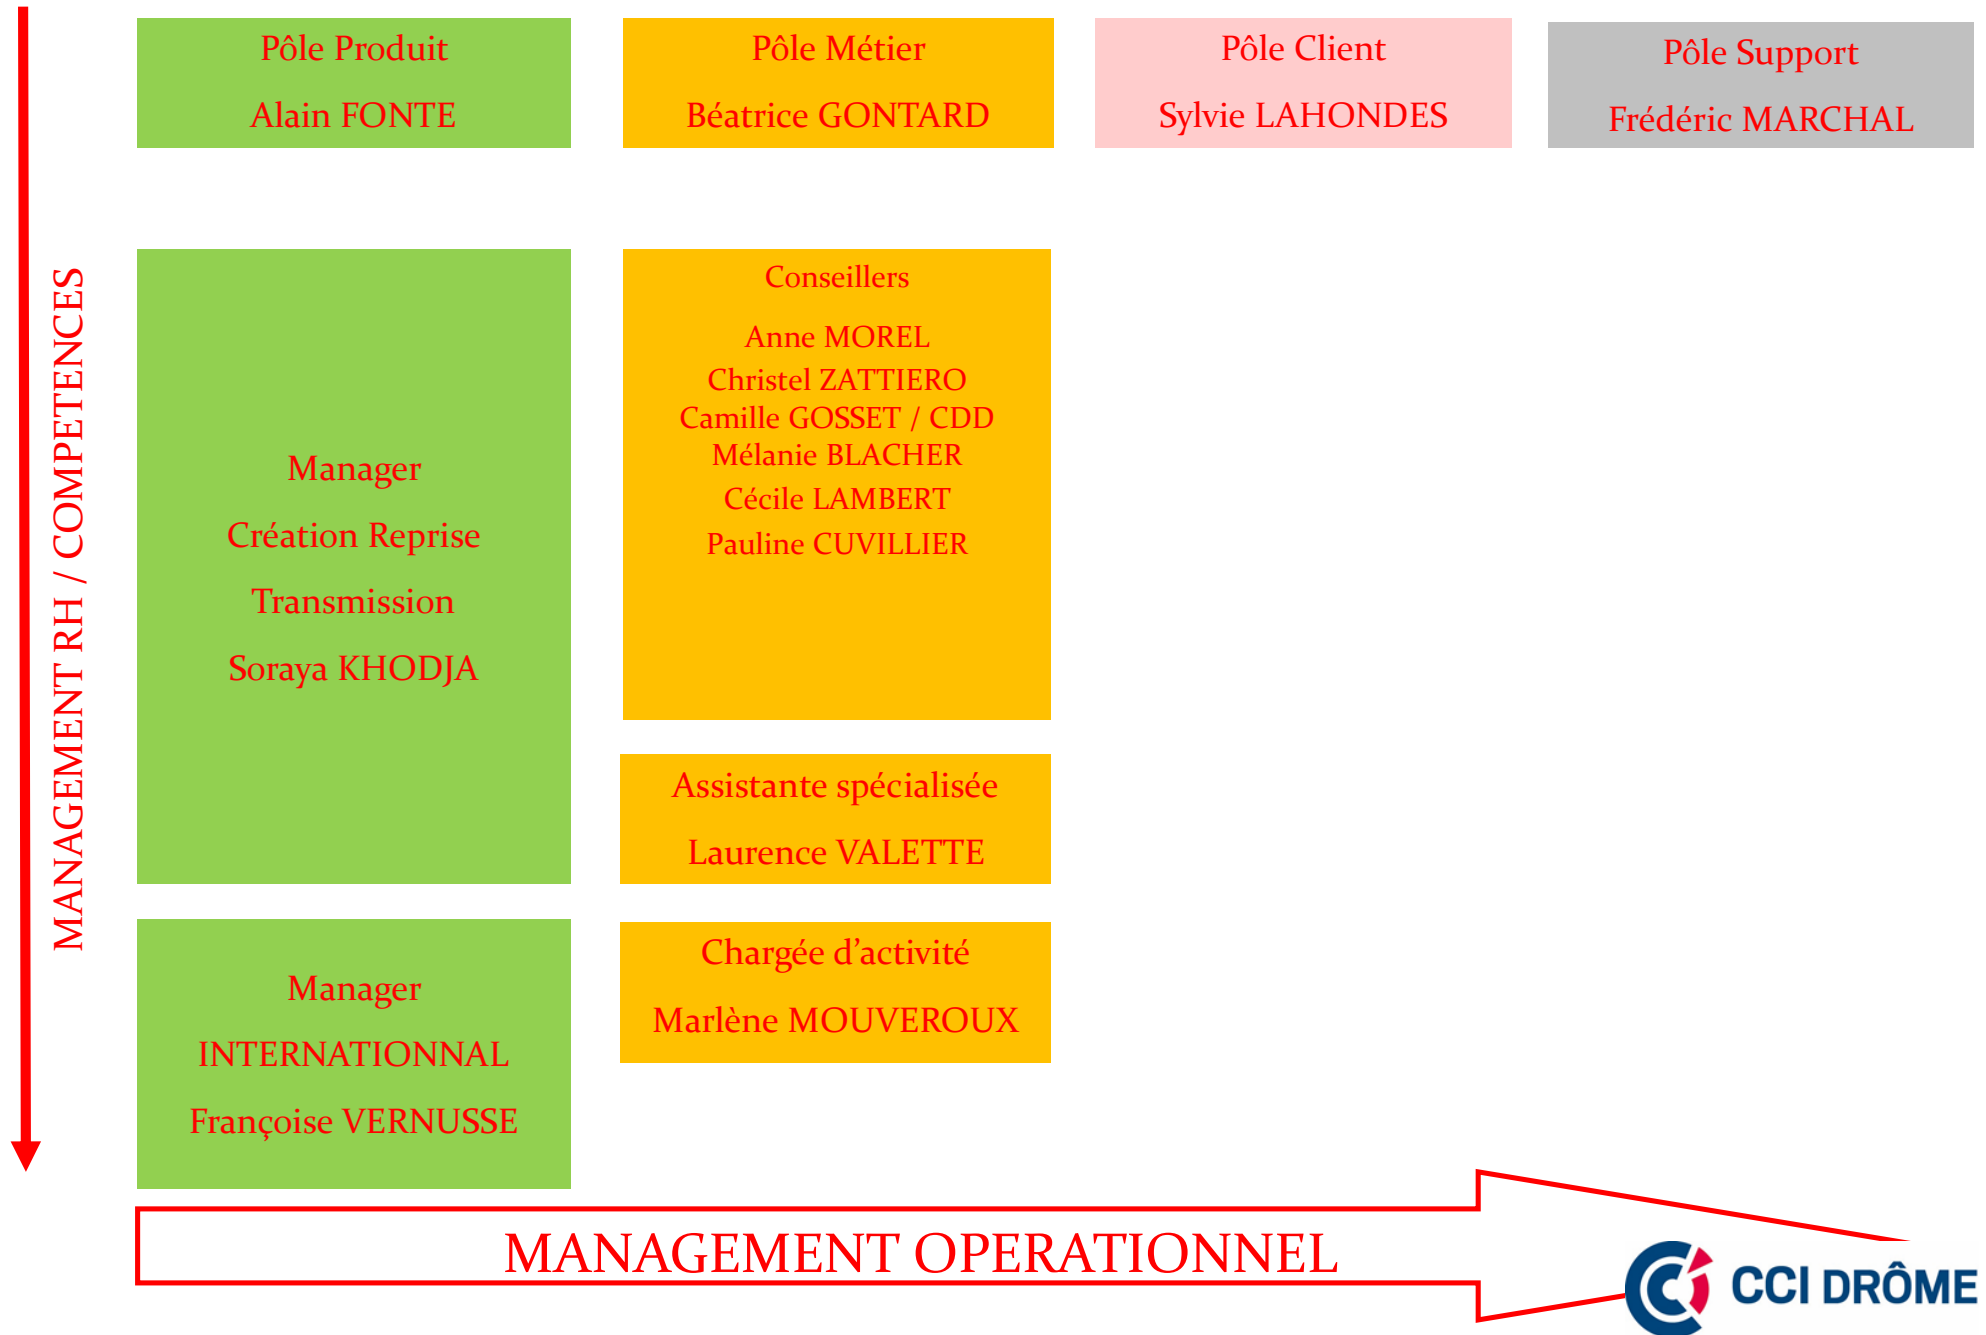 Pôle Produit
Alain FONTE
Pôle Métier
Béatrice GONTARD
Pôle Client
Sylvie LAHONDES
Pôle Support
Frédéric MARCHAL
MANAGEMENT RH / COMPETENCES
Manager
Création Reprise
Transmission
Soraya KHODJA
Conseillers
Anne MOREL
Christel ZATTIERO
Camille GOSSET / CDD
Mélanie BLACHER
Cécile LAMBERT
Pauline CUVILLIER
Assistante spécialisée
Laurence VALETTE
Manager
INTERNATIONNAL
Françoise VERNUSSE
Chargée d’activité
Marlène MOUVEROUX
MANAGEMENT OPERATIONNEL
CCI DRÔME